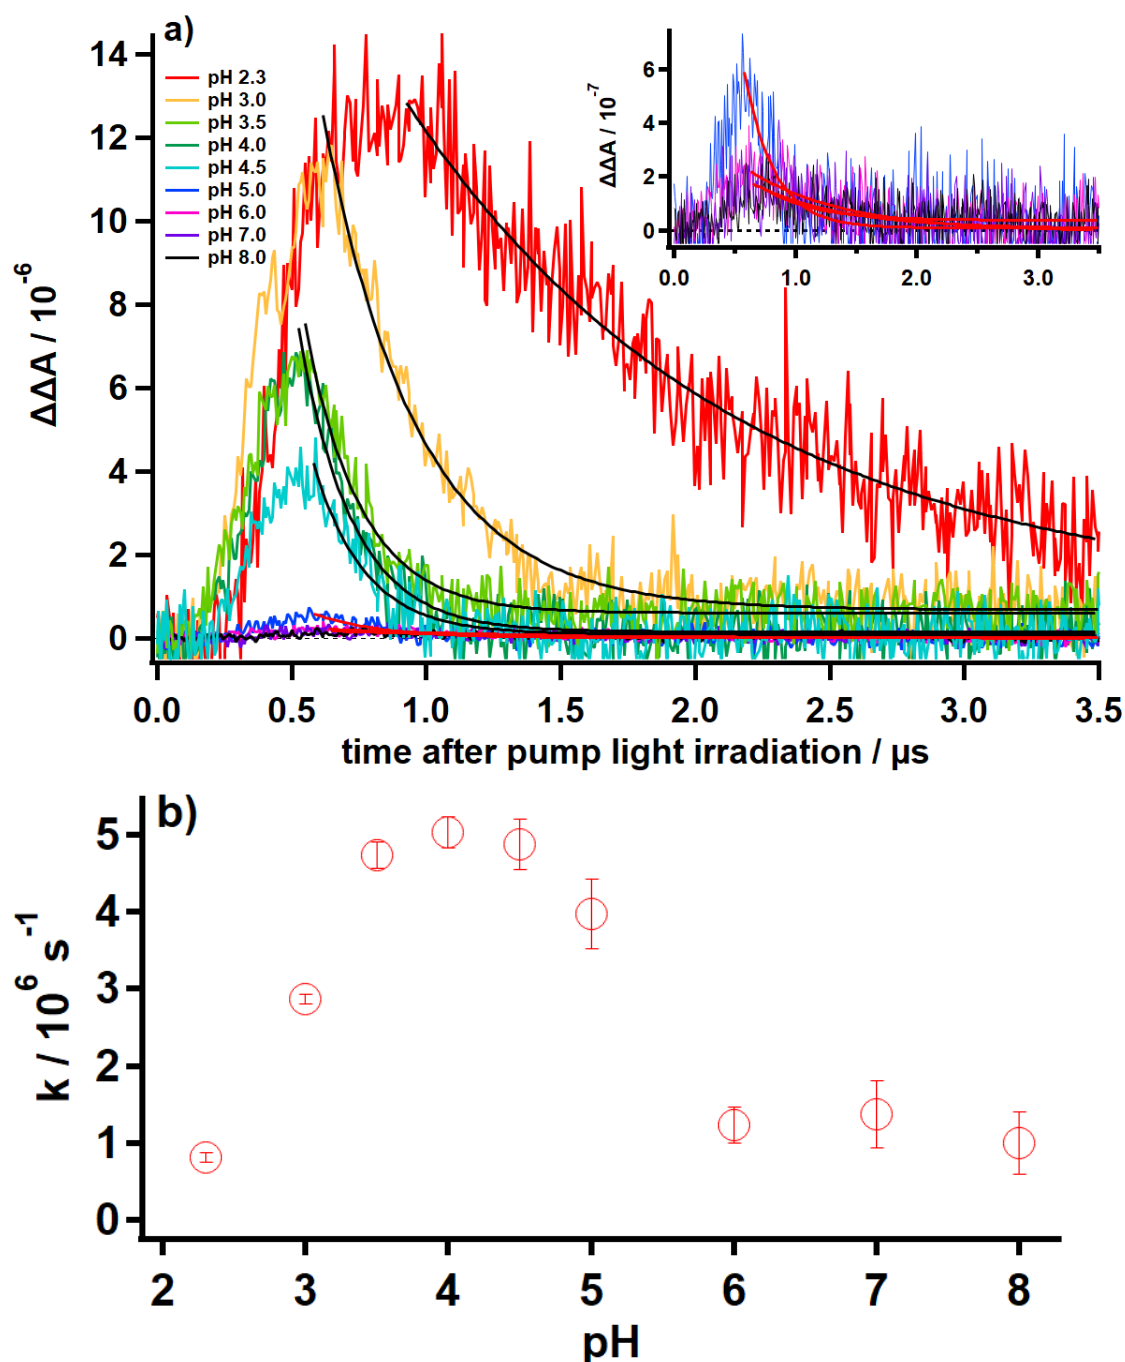 a)
14
12
10
8
6
4
2
0
ΔΔA / 10⁻⁶
pH 2.3
pH 3.0
pH 3.5
pH 4.0
pH 4.5
pH 5.0
pH 6.0
pH 7.0
pH 8.0
6
4
2
0
ΔΔA / 10⁻⁷
0.0 1.0 2.0 3.0
0.0 0.5 1.0 1.5 2.0 2.5 3.0 3.5
time after pump light irradiation / µs
b)
5
4
3
2
1
0
k / 10⁶ s⁻¹
2 3 4 5 6 7 8
pH